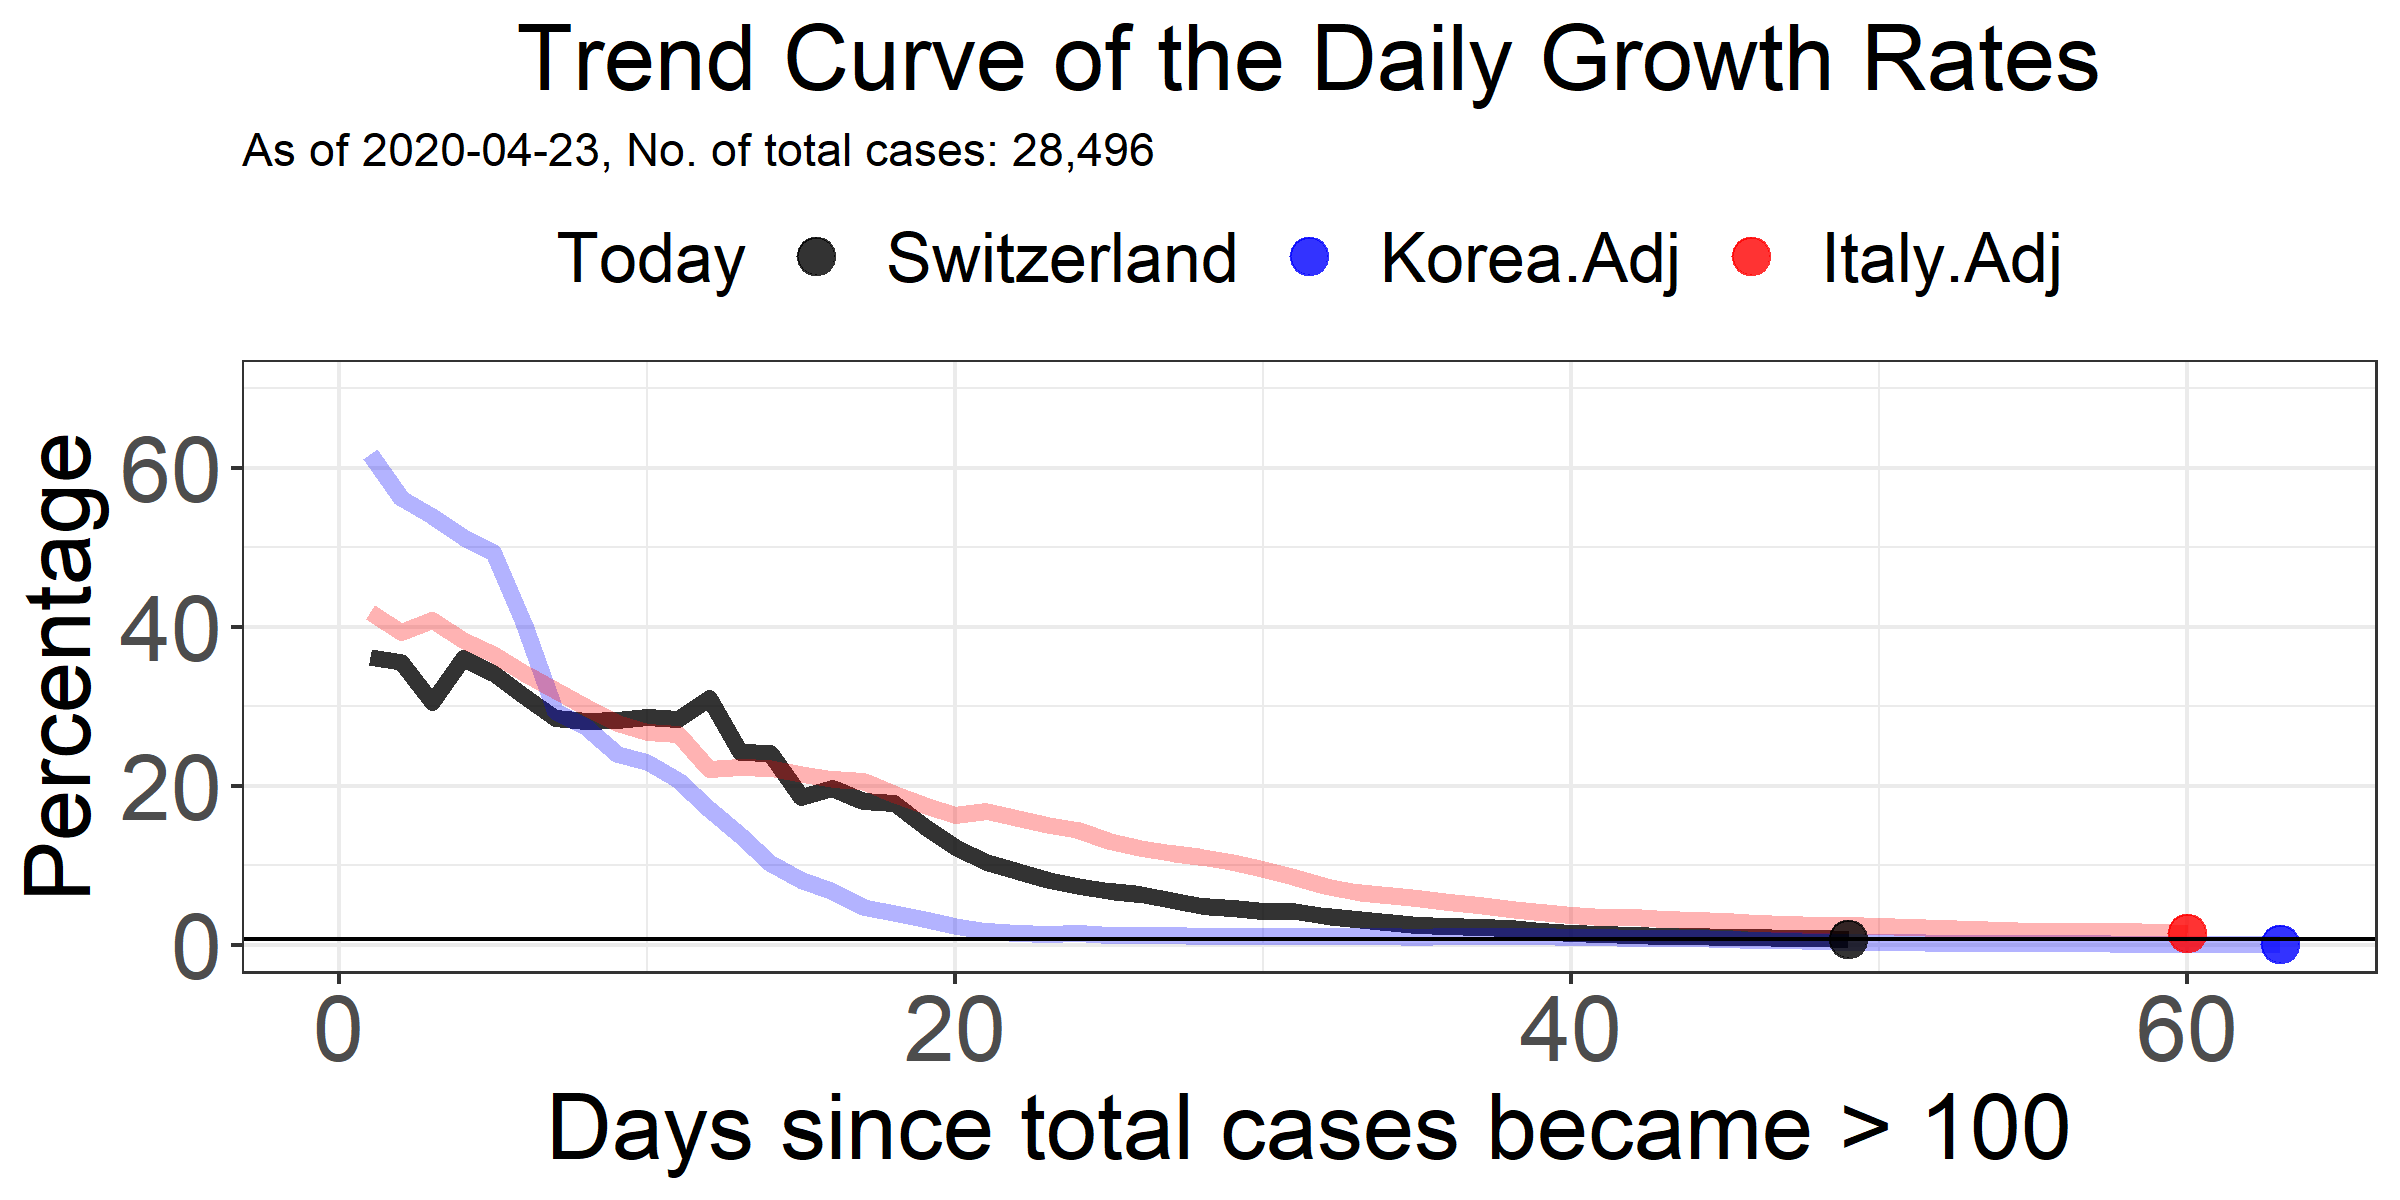 Trend Curve of the Daily Growth Rates
As of 2020-04-23, No. of total cases: 28,496
Today Switzerland Korea.Adj Italy.Adj
Percentage
60
40
20
0
0 20 40 60
Days since total cases became > 100